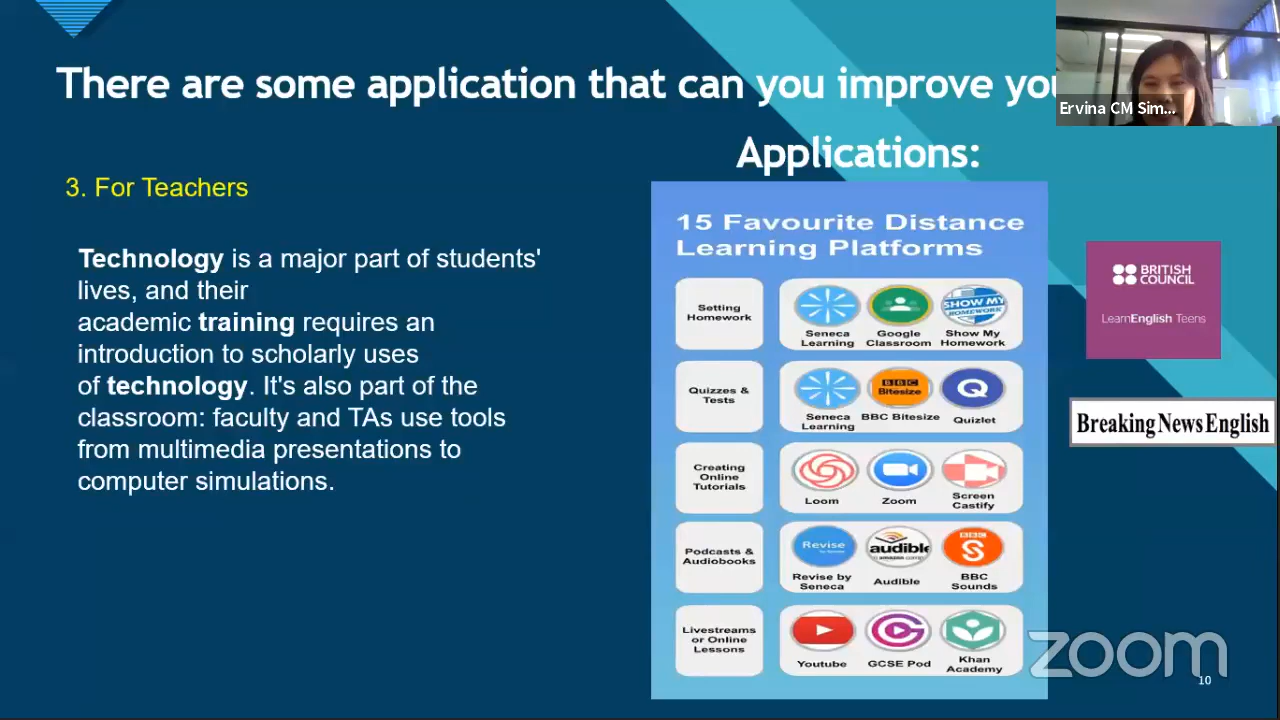 There are some application that can you improve you
Ervina CM Sim...
3. For Teachers
Technology is a major part of students'
lives, and their
academic training requires an
introduction to scholarly uses
of technology. It's also part of the
classroom: faculty and TAs use tools
from multimedia presentations to
computer simulations.
Applications:
15 Favourite Distance
Learning Platforms
Setting
Homework
Seneca
Learning
Google
Classroom
SHOW MY
HOMEWORK
Show My
Homework
Quizzes &
Tests
Seneca
Learning
BBC
Bitesize
BBC Bitesize
Q
Quizlet
Creating
Online
Tutorials
Loom
Zoom
Screen
Castify
Podcasts &
Audiobooks
Revise
Revise by
Seneca
audible
Audible
BBC
S
BBC
Sounds
Livestreams
or Online
Lessons
Youtube
GCSE Pod
Khan
Academy
BRITISH
COUNCIL
LearnEnglish Teens
Breaking News English
zoom
10